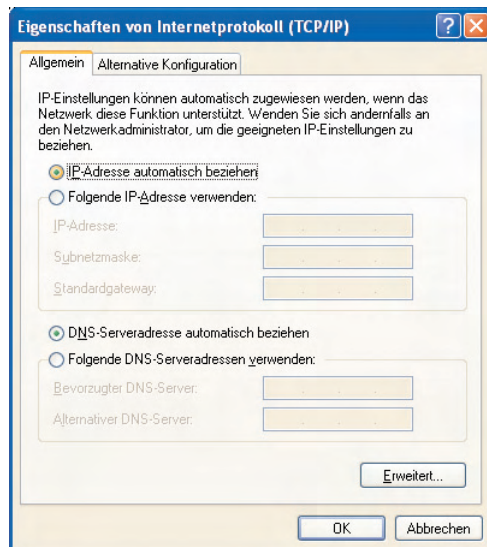 Eigenschaften von Internetprotokoll (TCP/IP)
Allgemein
Alternative Konfiguration
IP-Einstellungen können automatisch zugewiesen werden, wenn das
Netzwerk diese Funktion unterstützt. Wenden Sie sich andernfalls an
den Netzwerkadministrator, um die geeigneten IP-Einstellungen zu
beziehen.
IP-Adresse automatisch beziehen
Folgende IP-Adresse verwenden:
IP-Adresse:
Subnetzmaske:
Standardgateway:
DNS-Serveradresse automatisch beziehen
Folgende DNS-Serveradressen verwenden:
Bevorzugter DNS-Server:
Alternativer DNS-Server:
Erweitert...
OK
Abbrechen